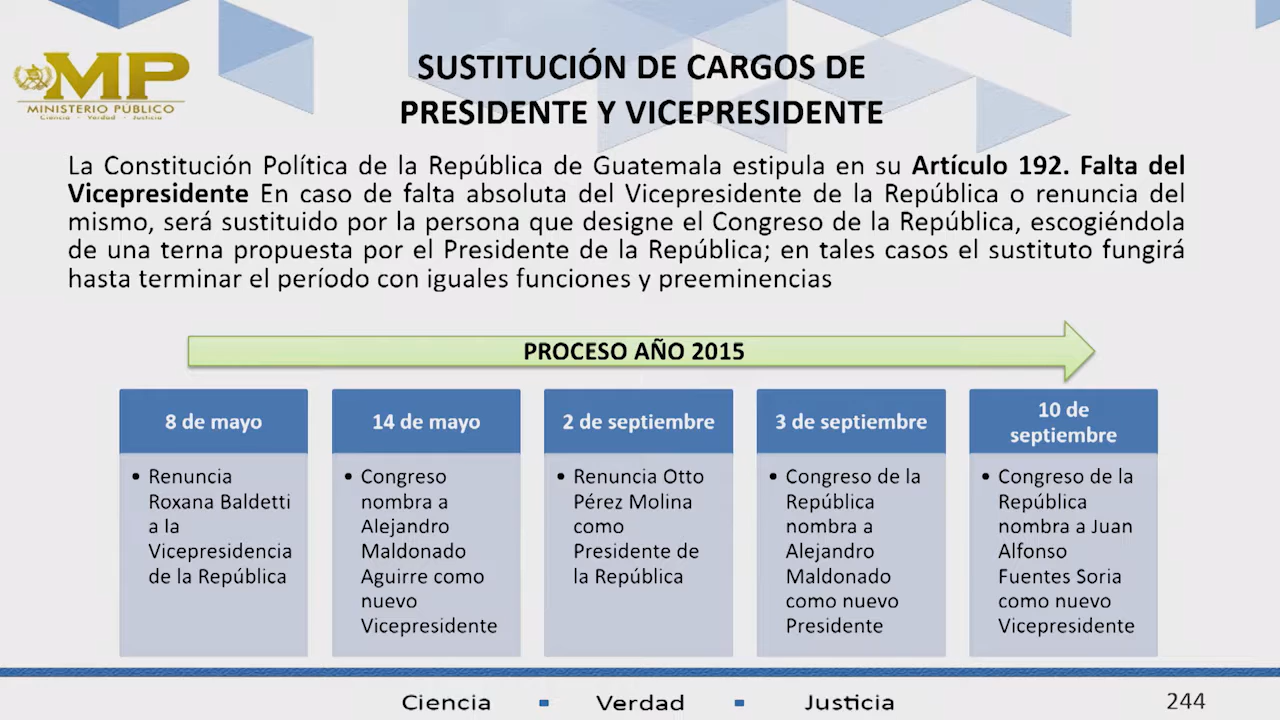 MP
MINISTERIO PÚBLICO
Ciencia - Verdad - Justicia
SUSTITUCIÓN DE CARGOS DE
PRESIDENTE Y VICEPRESIDENTE
La Constitución Política de la República de Guatemala estipula en su Artículo 192. Falta del
Vicepresidente En caso de falta absoluta del Vicepresidente de la República o renuncia del
mismo, será sustituido por la persona que designe el Congreso de la República, escogiéndola
de una terna propuesta por el Presidente de la República; en tales casos el sustituto fungirá
hasta terminar el período con iguales funciones y preeminencias
PROCESO AÑO 2015
8 de mayo
• Renuncia
Roxana Baldetti
a la
Vicepresidencia
de la República
14 de mayo
• Congreso
nombra a
Alejandro
Maldonado
Aguirre como
nuevo
Vicepresidente
2 de septiembre
• Renuncia Otto
Pérez Molina
como
Presidente de
la República
3 de septiembre
• Congreso de la
República
nombra a
Alejandro
Maldonado
como nuevo
Presidente
10 de
septiembre
• Congreso de la
República
nombra a Juan
Alfonso
Fuentes Soria
como nuevo
Vicepresidente
Ciencia ▪ Verdad ▪ Justicia
244